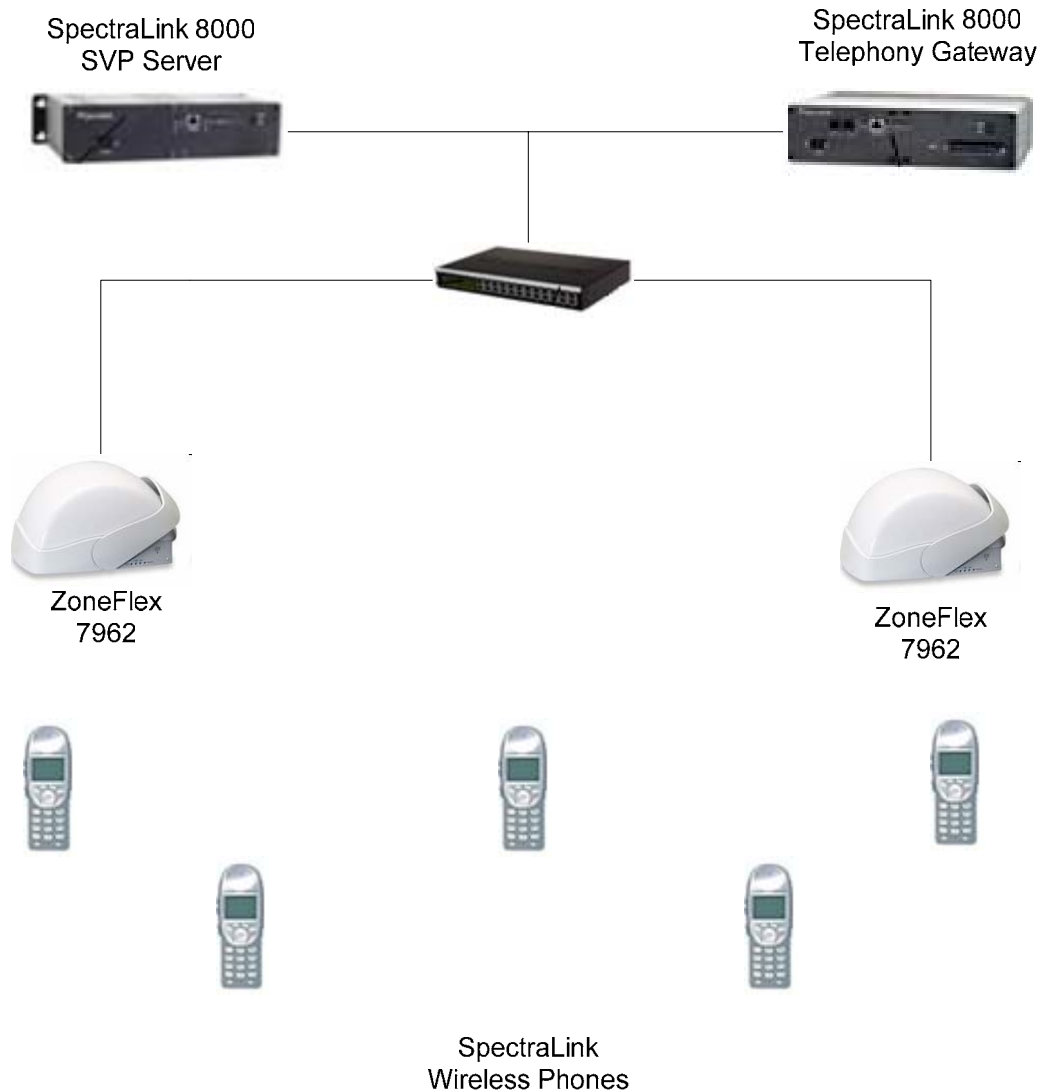 SpectraLink 8000
SVP Server
SpectraLink 8000
Telephony Gateway
ZoneFlex
7962
ZoneFlex
7962
SpectraLink
Wireless Phones